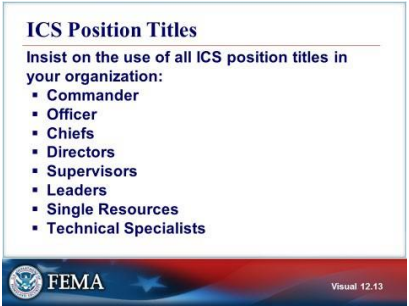 ICS Position Titles
Insist on the use of all ICS position titles in
your organization:
▪ Commander
▪ Officer
▪ Chiefs
▪ Directors
▪ Supervisors
▪ Leaders
▪ Single Resources
▪ Technical Specialists
FEMA
Visual 12.13